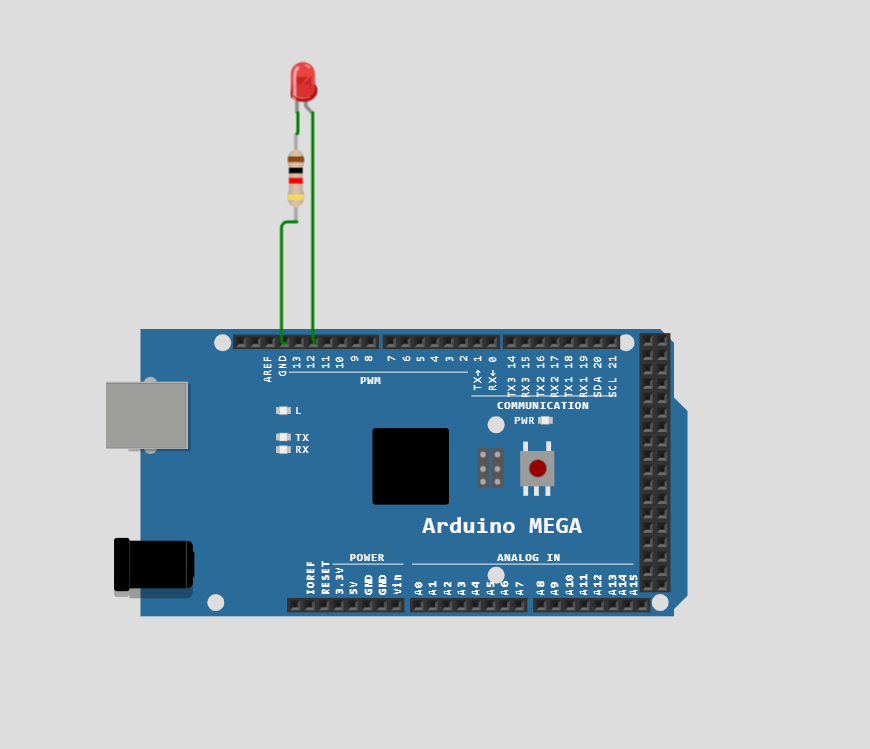 AREF GND 13 12 11 10 9 8 7 6 5 4 3 2 TX→ 1 RX← 0 TX3 14 RX3 15 TX2 16 RX2 17 TX1 18 RX1 19 SDA 20 SCL 21
PWM
COMMUNICATION
L
PWR
TX
RX
Arduino MEGA
POWER
ANALOG IN
IOREF RESET 3.3V 5V GND GND Vin A0 A1 A2 A3 A4 A5 A6 A7 A8 A9 A10 A11 A12 A13 A14 A15